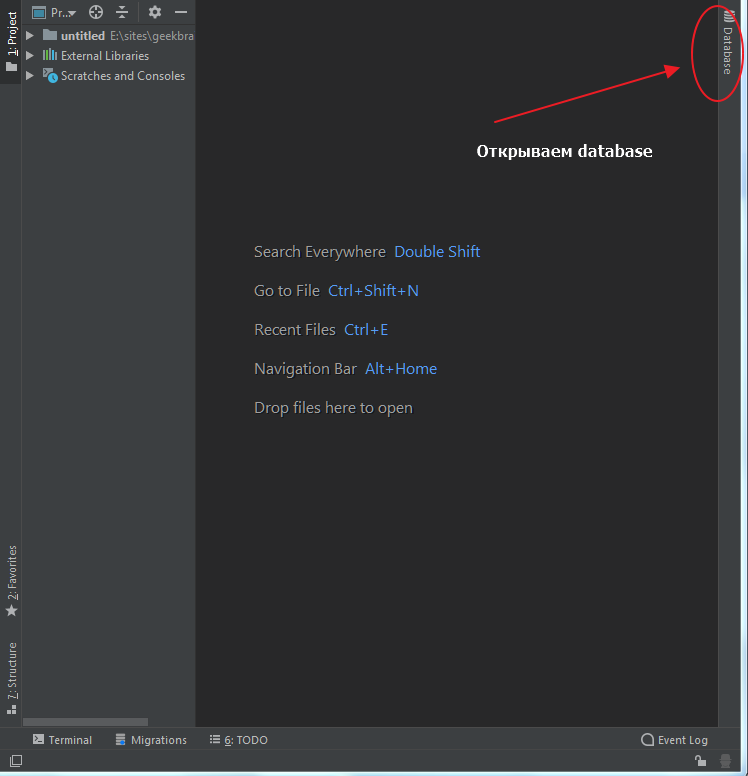 1: Project
Pr...
untitled E:\sites\geekbra
External Libraries
Scratches and Consoles
Database
Открываем database
Search Everywhere Double Shift
Go to File Ctrl+Shift+N
Recent Files Ctrl+E
Navigation Bar Alt+Home
Drop files here to open
2: Favorites
7: Structure
Terminal
Migrations
6: TODO
Event Log